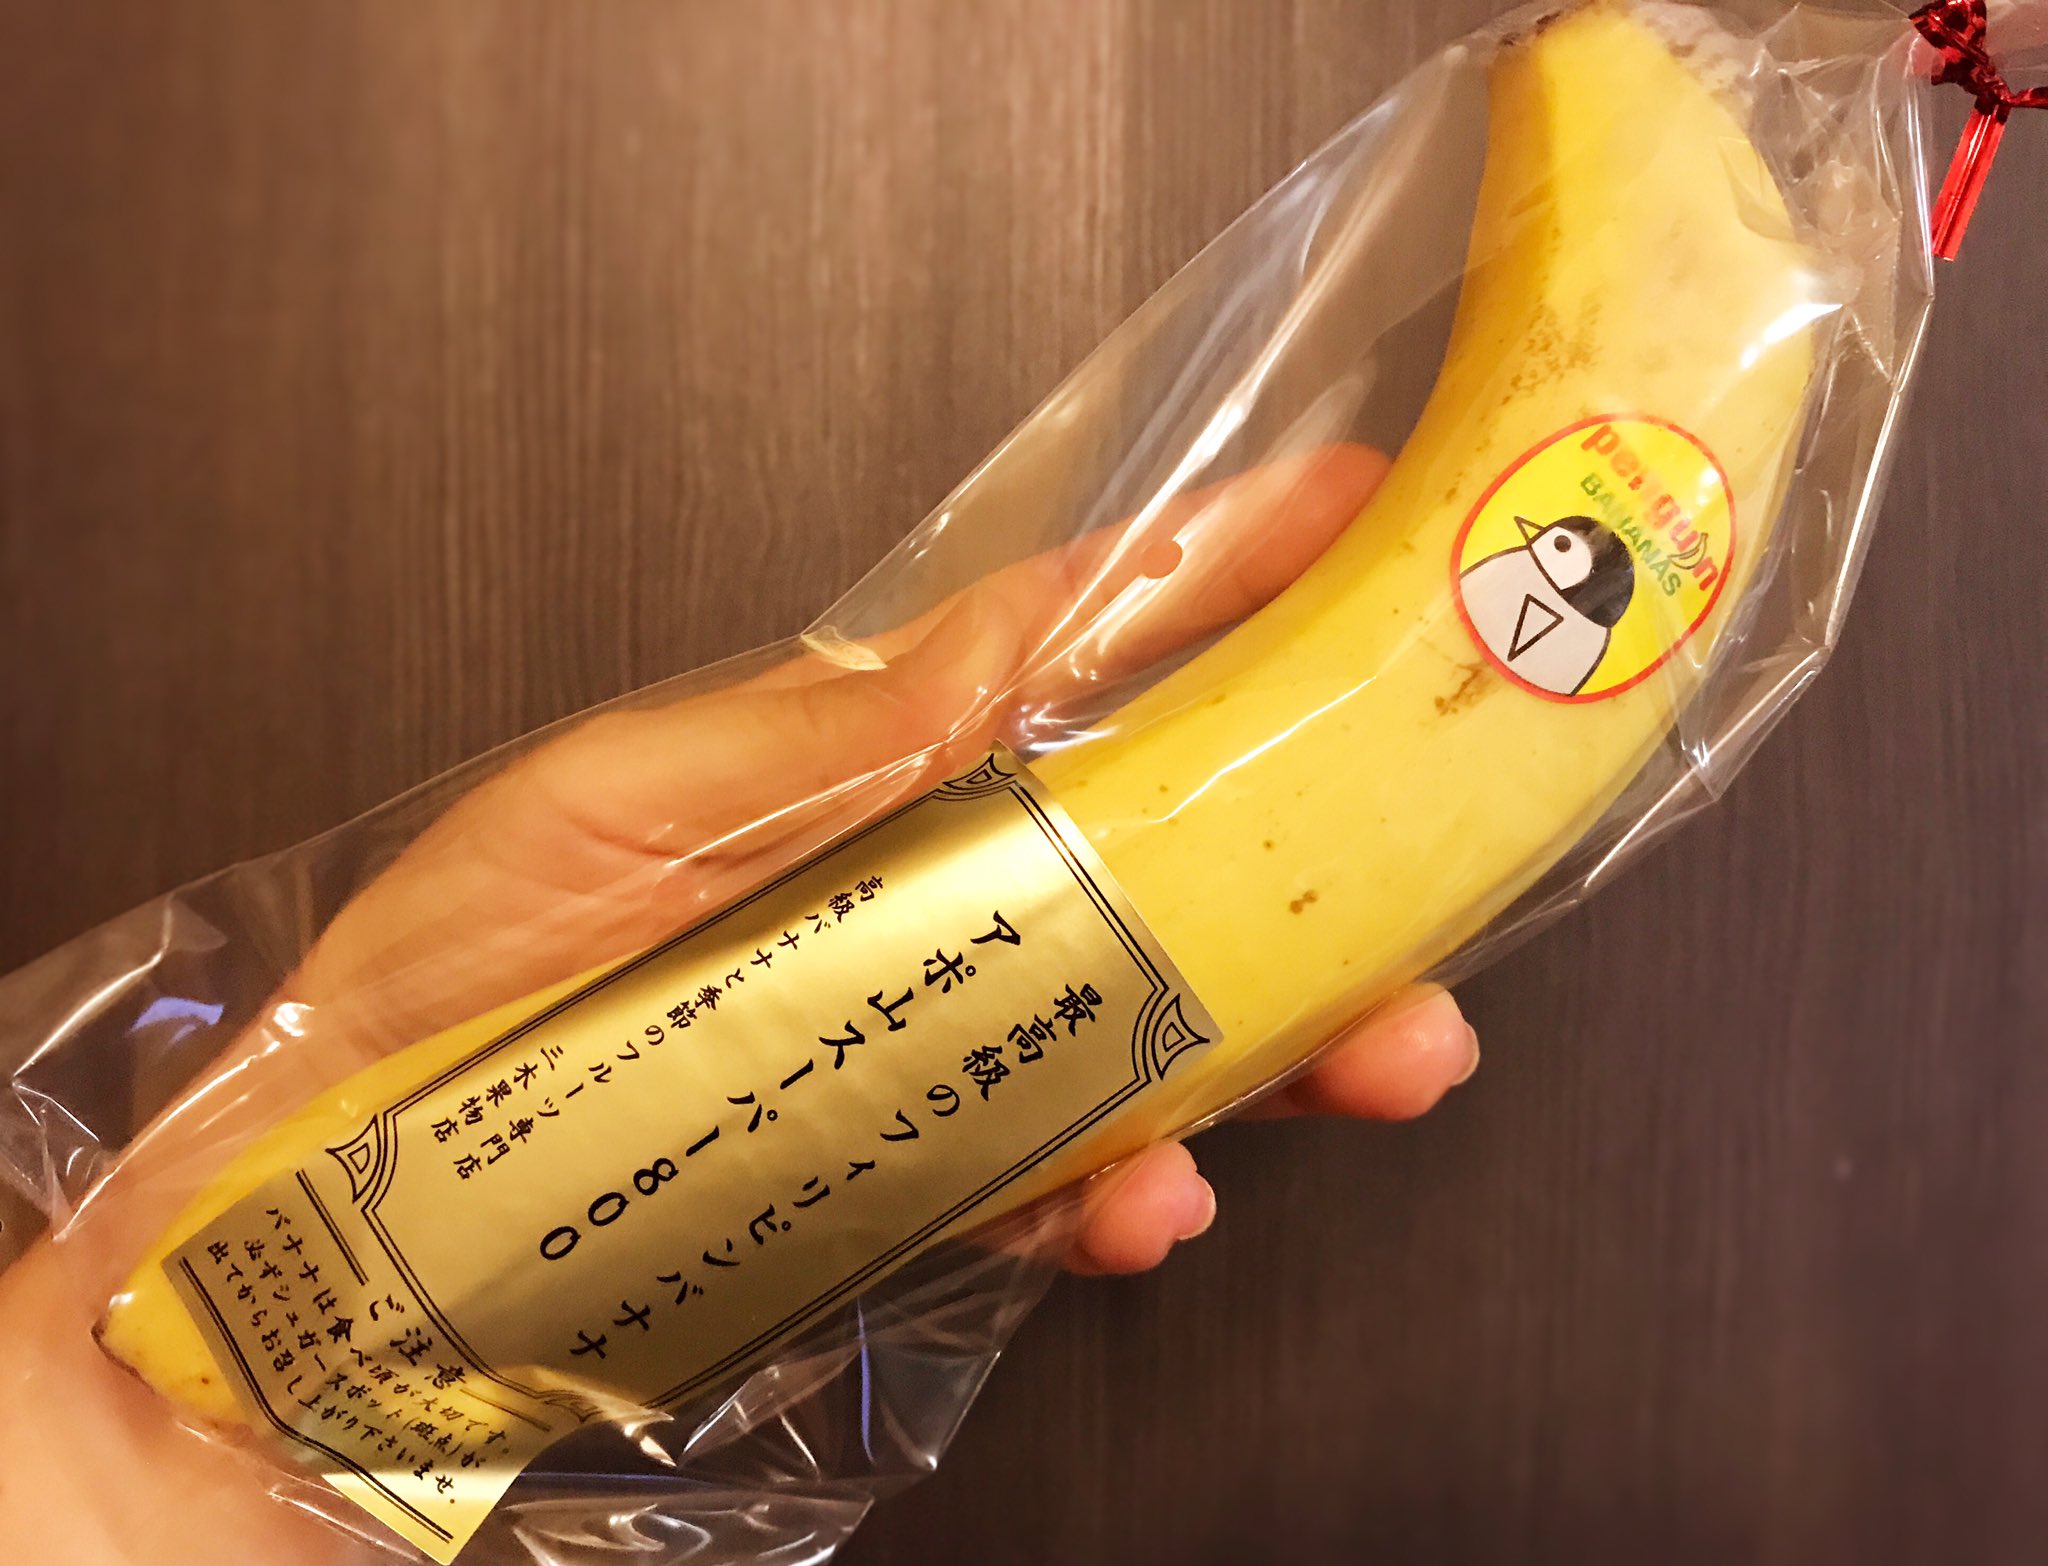 penguin
BANANAS
最高級のフィリピンバナナ
アポ山スーパー800
高級バナナと季節のフルーツ専門店
三木果物店
ご注意
バナナは食べ頃が大切です。
必ずシュガースポット(斑点)が
出てからお召し上がり下さいませ。